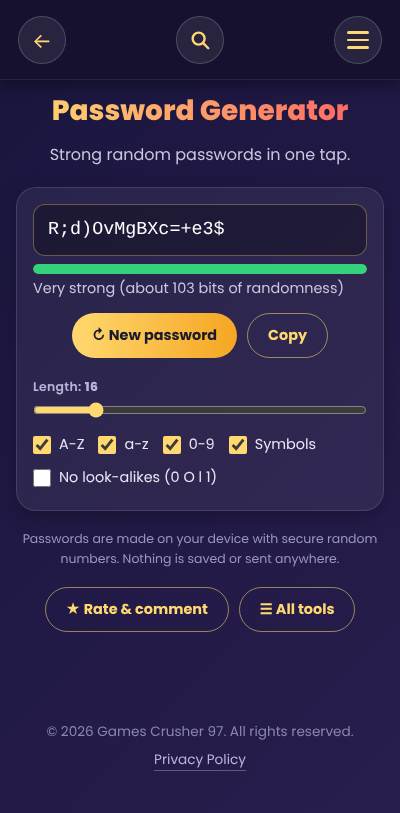 ←
Password Generator
Strong random passwords in one tap.
R;d)OvMgBXc=+e3$
Very strong (about 103 bits of randomness)
↻ New password Copy
Length: 16
A-Z a-z 0-9 Symbols
No look-alikes (0 O l 1)
Passwords are made on your device with secure random
numbers. Nothing is saved or sent anywhere.
★ Rate & comment ☰ All tools
© 2026 Games Crusher 97. All rights reserved.
Privacy Policy